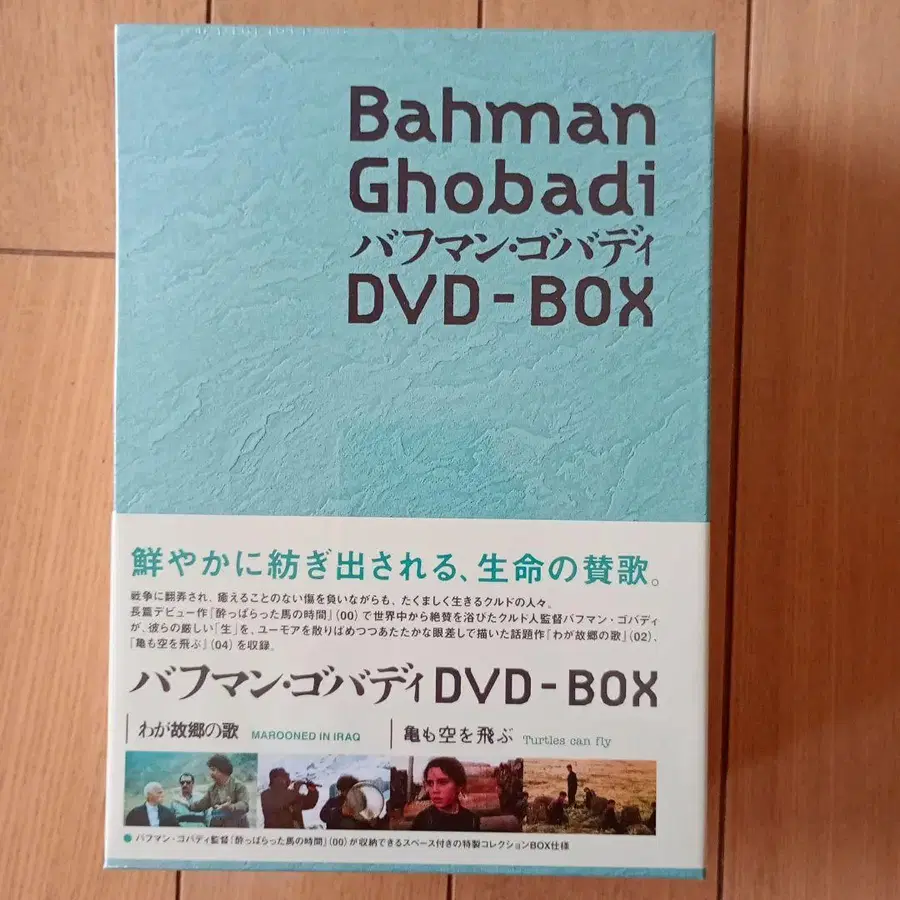 Bahman
Ghobadi
バフマン・ゴバディ
DVD-BOX
鮮やかに紡ぎ出される、生命の賛歌。
戦争に翻弄され、癒えることのない傷を負いながらも、たくましく生きるクルドの人々。
長篇デビュー作『酔っぱらった馬の時間』(00)で世界中から絶賛を浴びたクルド人監督バフマン・ゴバディ
が、彼らの厳しい「生」を、ユーモアを散りばめつつあたたかな眼差しで描いた話題作『わが故郷の歌』(02)、
『亀も空を飛ぶ』(04)を収録。
バフマン・ゴバディ DVD-BOX
わが故郷の歌 MAROONED IN IRAQ
亀も空を飛ぶ Turtles can fly
●バフマン・ゴバディ監督『酔っぱらった馬の時間』(00)が収納できるスペース付きの特製コレクションBOX仕様